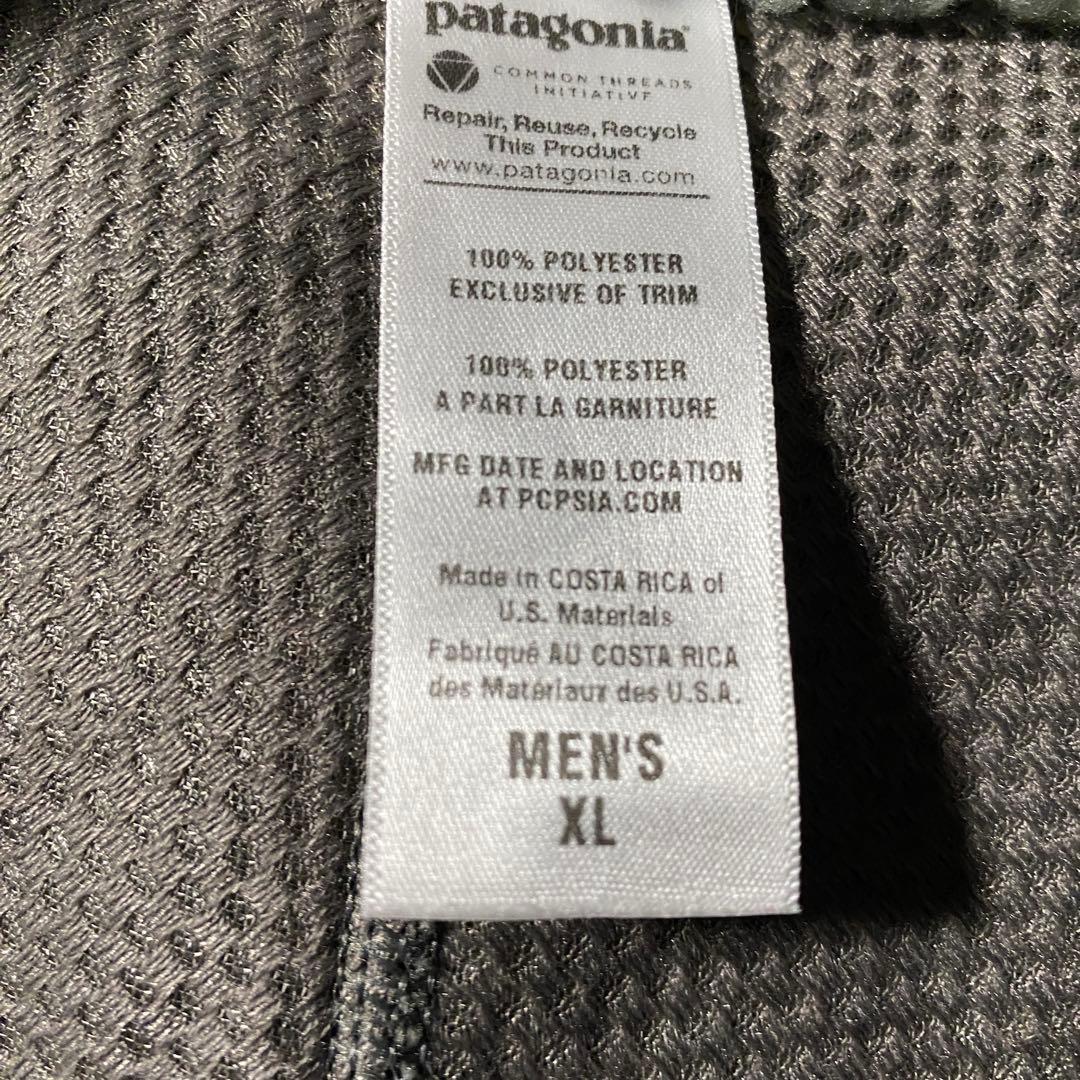 patagonia®
COMMON THREADS
INITIATIVE
Repair, Reuse, Recycle
This Product
www.patagonia.com
100% POLYESTER
EXCLUSIVE OF TRIM
100% POLYESTER
A PART LA GARNITURE
MFG DATE AND LOCATION
AT PCPSIA.COM
Made in COSTA RICA of
U.S. Materials
Fabriqué AU COSTA RICA
des Matériaux des U.S.A.
MEN'S
XL